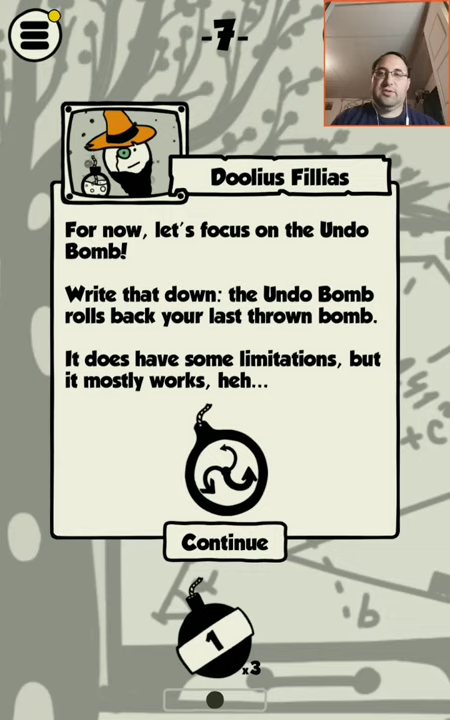 -7-
Doolius Fillias
For now, let's focus on the Undo
Bomb!
Write that down: the Undo Bomb
rolls back your last thrown bomb.
It does have some limitations, but
it mostly works, heh...
+C
Continue
:b
1
x3